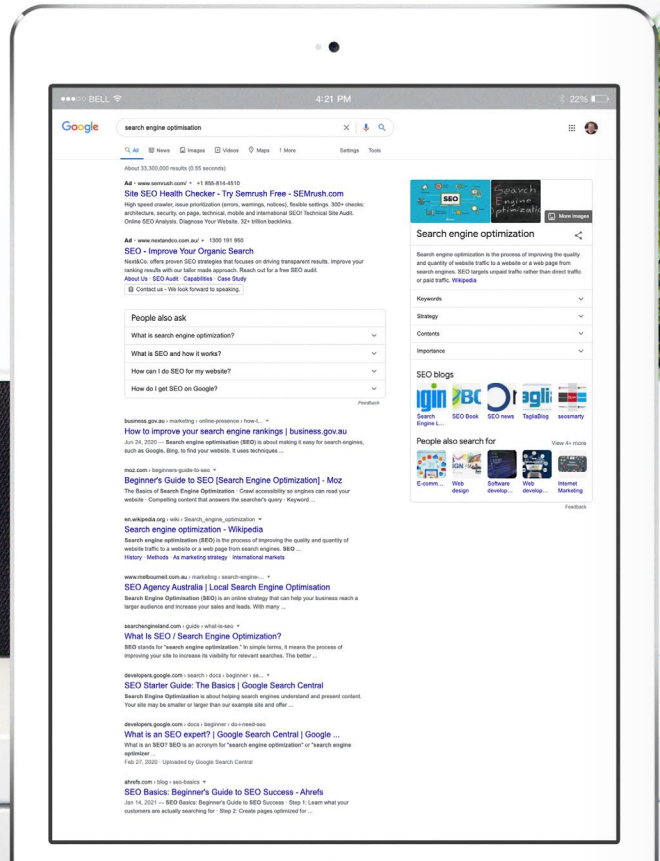 BELL
4:21 PM
22%
Google
search engine optimisation
All
News
Images
Videos
Maps
More
Settings
Tools
About 33,300,000 results (0.55 seconds)
Ad · www.semrush.com/ +1 855-814-4510
Site SEO Health Checker - Try Semrush Free - SEMrush.com
High speed crawler, issue prioritization (errors, warnings, notices), flexible settings. 300+ checks:
architecture, security, on page, technical, mobile and international SEO! Technical Site Audit.
Online SEO Analysis. Diagnose Your Website. 32+ trillion backlinks.
Ad · www.nextandco.com.au/ 1300 191 950
SEO - Improve Your Organic Search
Next&Co. offers proven SEO strategies that focuses on driving transparent results. Improve your
ranking results with our tailor made approach. Reach out for a free SEO audit.
About Us · SEO Audit · Capabilities · Case Study
Contact us - We look forward to speaking.
People also ask
What is search engine optimization?
What is SEO and how it works?
How can I do SEO for my website?
How do I get SEO on Google?
Feedback
business.gov.au › marketing › online-presence › how-t...
How to improve your search engine rankings | business.gov.au
Jun 24, 2020 — Search engine optimisation (SEO) is about making it easy for search engines,
such as Google, Bing, to find your website. It uses techniques ...
moz.com › beginners-guide-to-seo
Beginner's Guide to SEO [Search Engine Optimization] - Moz
The Basics of Search Engine Optimization · Crawl accessibility so engines can read your
website · Compelling content that answers the searcher's query · Keyword ...
en.wikipedia.org › wiki › Search_engine_optimization
Search engine optimization - Wikipedia
Search engine optimization (SEO) is the process of improving the quality and quantity of
website traffic to a website or a web page from search engines. SEO ...
History · Methods · As marketing strategy · International markets
www.melbourneit.com.au › marketing › search-engine-...
SEO Agency Australia | Local Search Engine Optimisation
Search Engine Optimisation (SEO) is an online strategy that can help your business reach a
larger audience and increase your sales and leads. With many ...
searchengineland.com › guide › what-is-seo
What Is SEO / Search Engine Optimization?
SEO stands for "search engine optimization." In simple terms, it means the process of
improving your site to increase its visibility for relevant searches. The better ...
developers.google.com › search › docs › beginner › se...
SEO Starter Guide: The Basics | Google Search Central
Search Engine Optimization is about helping search engines understand and present content.
Your site may be smaller or larger than our example site and offer ...
developers.google.com › docs › beginner › do-i-need-seo
What is an SEO expert? | Google Search Central | Google ...
What is an SEO? SEO is an acronym for "search engine optimization" or "search engine
optimizer ...
Feb 27, 2020 · Uploaded by Google Search Central
ahrefs.com › blog › seo-basics
SEO Basics: Beginner's Guide to SEO Success - Ahrefs
Jan 14, 2021 — SEO Basics: Beginner's Guide to SEO Success · Step 1: Learn what your
customers are actually searching for · Step 2: Create pages optimized for ...
SEO
Search
Engine
Optimizatio
More images
Search engine optimization
Search engine optimization is the process of improving the quality
and quantity of website traffic to a website or a web page from
search engines. SEO targets unpaid traffic rather than direct traffic
or paid traffic. Wikipedia
Keywords
Strategy
Contents
Importance
SEO blogs
Search
Engine L...
SEO Book
SEO news
TagliaBlog
seosmarty
People also search for
View 4+ more
E-comm...
Web
design
Software
develop...
Web
develop...
Internet
Marketing
Feedback